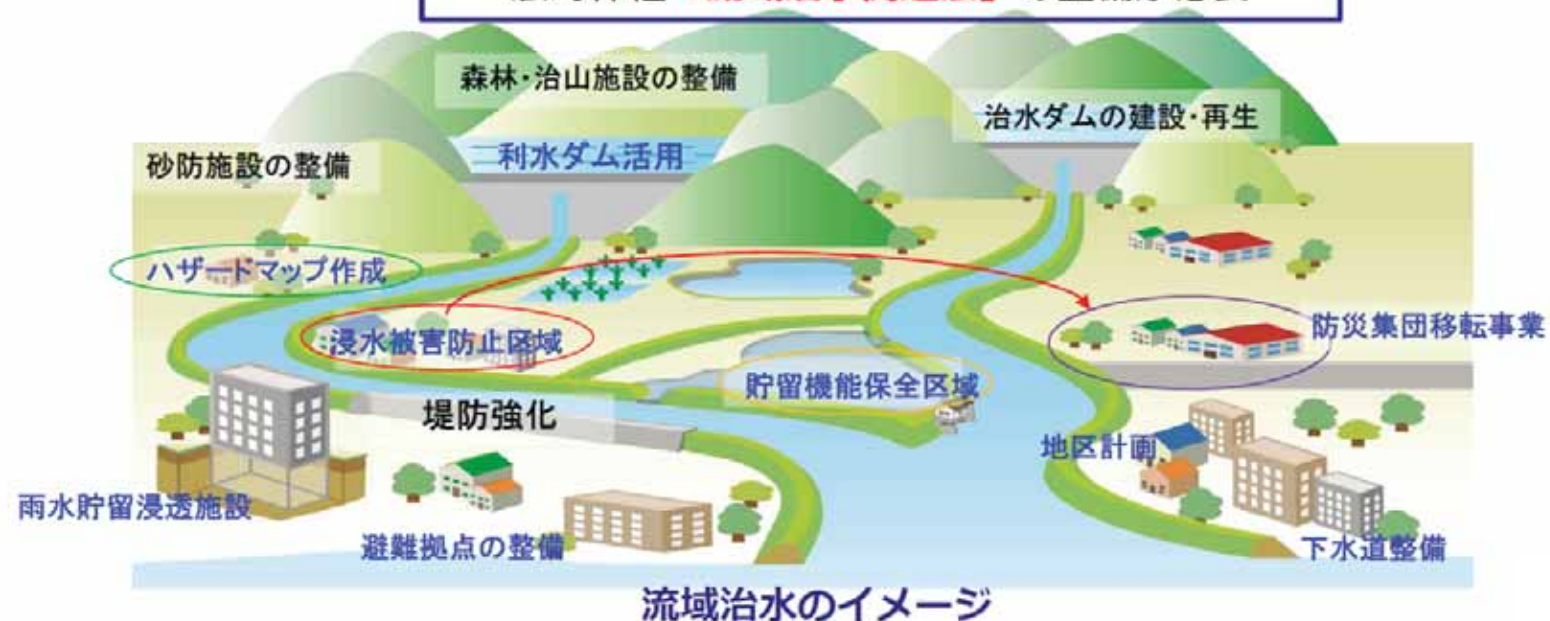 森林・治山施設の整備
治水ダムの建設・再生
砂防施設の整備
利水ダム活用
ハザードマップ作成
浸水被害防止区域
防災集団移転事業
貯留機能保全区域
堤防強化
地区計画
雨水貯留浸透施設
避難拠点の整備
下水道整備
流域治水のイメージ